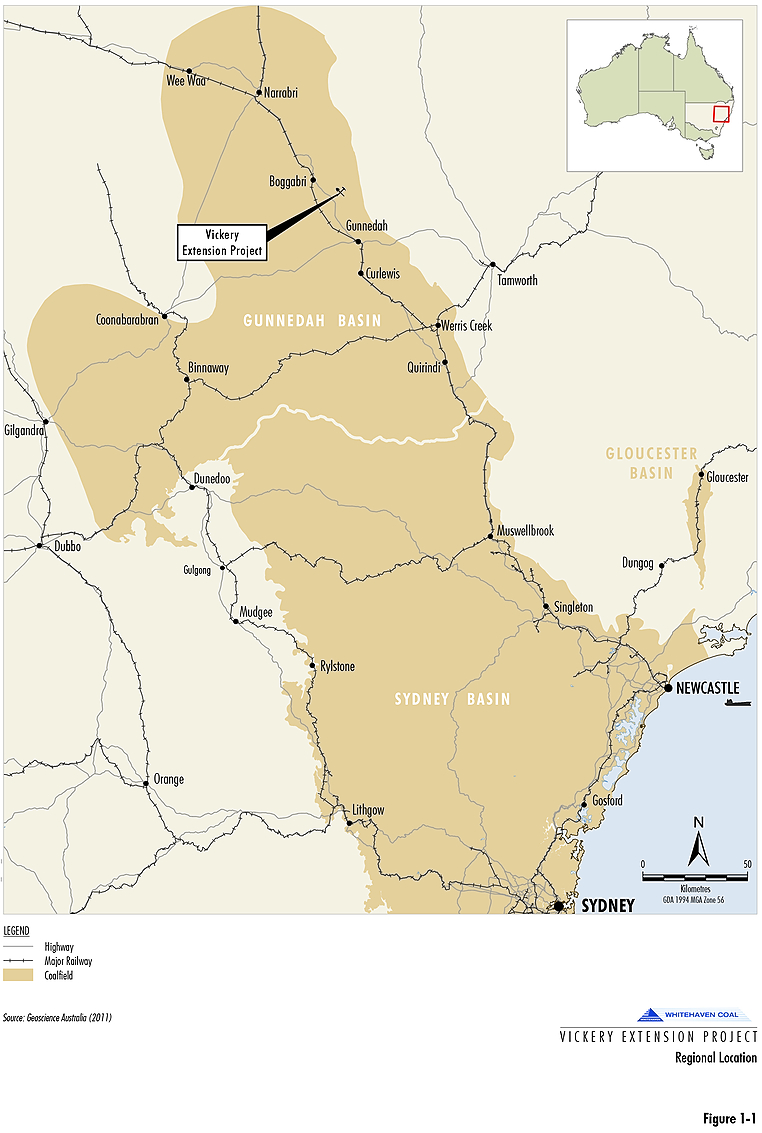 Wee Waa
Narrabri
Boggabri
Vickery
Extension Project
Gunnedah
Curlewis
Tamworth
Coonabarabran
GUNNEDAH BASIN
Werris Creek
Binnaway
Quirindi
Gilgandra
GLOUCESTER
BASIN
Dunedoo
Gloucester
Muswellbrook
Dubbo
Gulgong
Dungog
Mudgee
Singleton
Rylstone
SYDNEY BASIN
NEWCASTLE
Orange
Lithgow
Gosford
N
0 50
Kilometres
GDA 1994 MGA Zone 56
SYDNEY
LEGEND
Highway
Major Railway
Coalfield
Source: Geoscience Australia (2011)
WHITEHAVEN COAL
VICKERY EXTENSION PROJECT
Regional Location
Figure 1-1